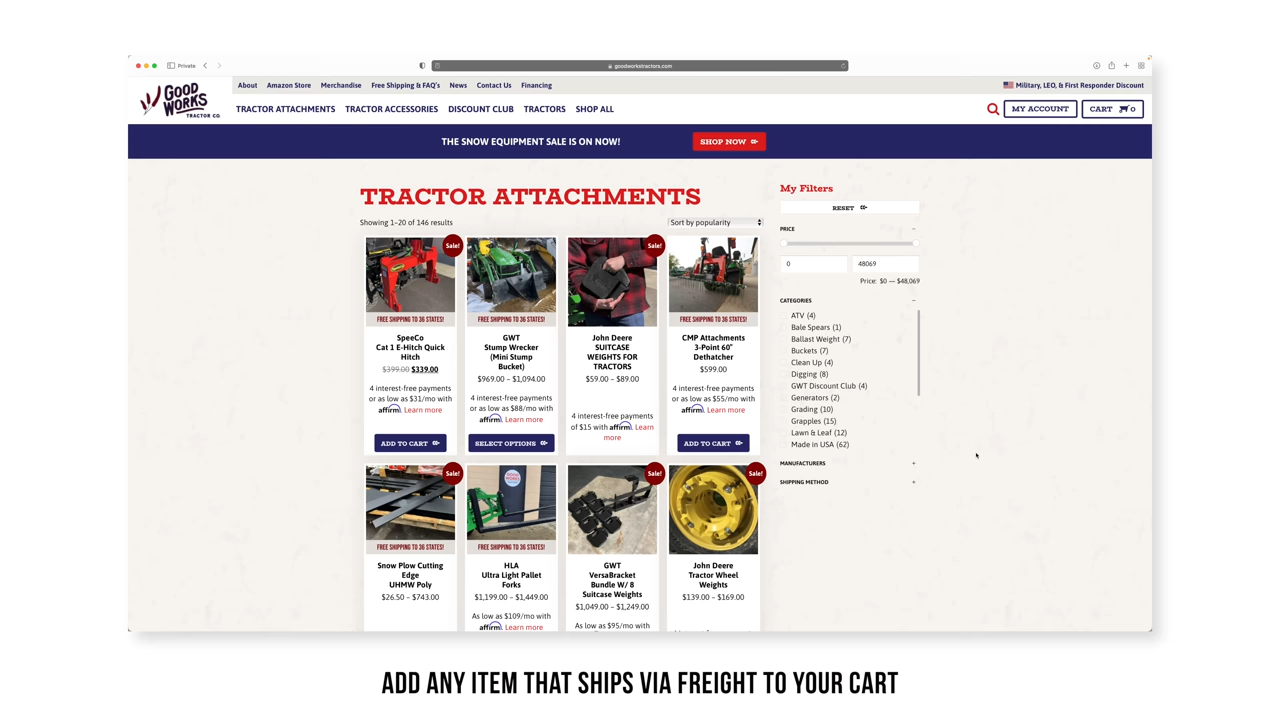 Private
goodworkstractors.com
GOOD
WORKS
TRACTOR CO.
About Amazon Store Merchandise Free Shipping & FAQ's News Contact Us Financing
Military, LEO, & First Responder Discount
TRACTOR ATTACHMENTS TRACTOR ACCESSORIES DISCOUNT CLUB TRACTORS SHOP ALL
MY ACCOUNT
CART 0
THE SNOW EQUIPMENT SALE IS ON NOW!
SHOP NOW
TRACTOR ATTACHMENTS
Showing 1–20 of 146 results
Sort by popularity
Sale!
Sale!
FREE SHIPPING TO 36 STATES!
FREE SHIPPING TO 36 STATES!
FREE SHIPPING TO 36 STATES!
SpeeCo
Cat 1 E-Hitch Quick
Hitch
$399.00 $339.00
4 interest-free payments
or as low as $31/mo with
affirm. Learn more
ADD TO CART
GWT
Stump Wrecker
(Mini Stump
Bucket)
$969.00 – $1,094.00
4 interest-free payments
or as low as $88/mo with
affirm. Learn more
SELECT OPTIONS
John Deere
SUITCASE
WEIGHTS FOR
TRACTORS
$59.00 – $89.00
4 interest-free payments
of $15 with affirm. Learn
more
CMP Attachments
3-Point 60"
Dethatcher
$599.00
4 interest-free payments
or as low as $55/mo with
affirm. Learn more
ADD TO CART
Sale!
Sale!
Sale!
FREE SHIPPING TO 36 STATES!
FREE SHIPPING TO 36 STATES!
Snow Plow Cutting
Edge
UHMW Poly
$26.50 – $743.00
HLA
Ultra Light Pallet
Forks
$1,199.00 – $1,449.00
As low as $109/mo with
affirm. Learn more
GWT
VersaBracket
Bundle W/ 8
Suitcase Weights
$1,049.00 – $1,249.00
As low as $95/mo with
John Deere
Tractor Wheel
Weights
$139.00 – $169.00
My Filters
RESET
PRICE
0
48069
Price: $0 — $48,069
CATEGORIES
ATV (4)
Bale Spears (1)
Ballast Weight (7)
Buckets (7)
Clean Up (4)
Digging (8)
GWT Discount Club (4)
Generators (2)
Grading (10)
Grapples (15)
Lawn & Leaf (12)
Made in USA (62)
MANUFACTURERS
SHIPPING METHOD
ADD ANY ITEM THAT SHIPS VIA FREIGHT TO YOUR CART